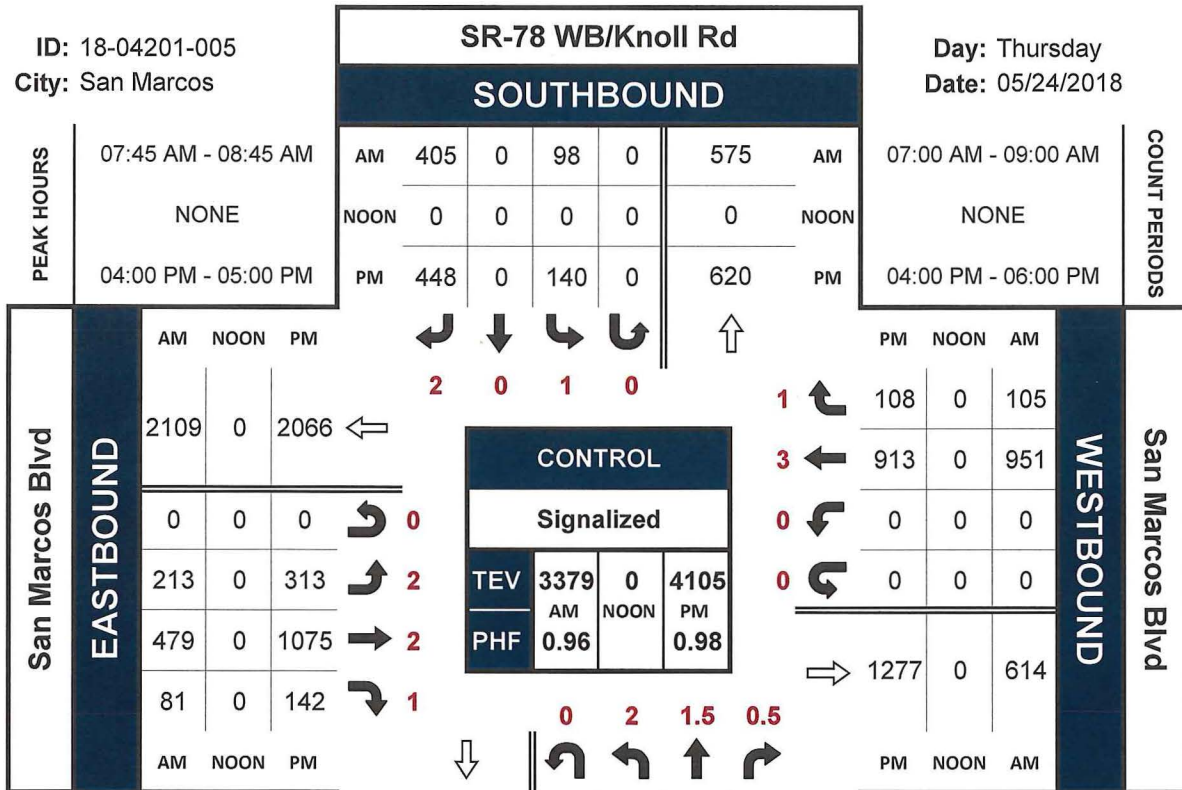 SR-78 WB/Knoll Rd
ID: 18-04201-005
City: San Marcos
Day: Thursday
Date: 05/24/2018
SOUTHBOUND
PEAK HOURS
07:45 AM - 08:45 AM
NONE
04:00 PM - 05:00 PM
AM 405 0 98 0 575 AM
NOON 0 0 0 0 0 NOON
PM 448 0 140 0 620 PM
07:00 AM - 09:00 AM
NONE
04:00 PM - 06:00 PM
COUNT PERIODS
2 0 1 0
San Marcos Blvd
EASTBOUND
AM NOON PM
2109 0 2066
0 0 0 0
213 0 313 2
479 0 1075 2
81 0 142 1
AM NOON PM
CONTROL
Signalized
TEV 3379 0 4105
AM NOON PM
PHF 0.96 0.98
0 2 1.5 0.5
PM NOON AM
1 108 0 105
3 913 0 951
0 0 0 0
0 0 0 0
1277 0 614
PM NOON AM
WESTBOUND
San Marcos Blvd